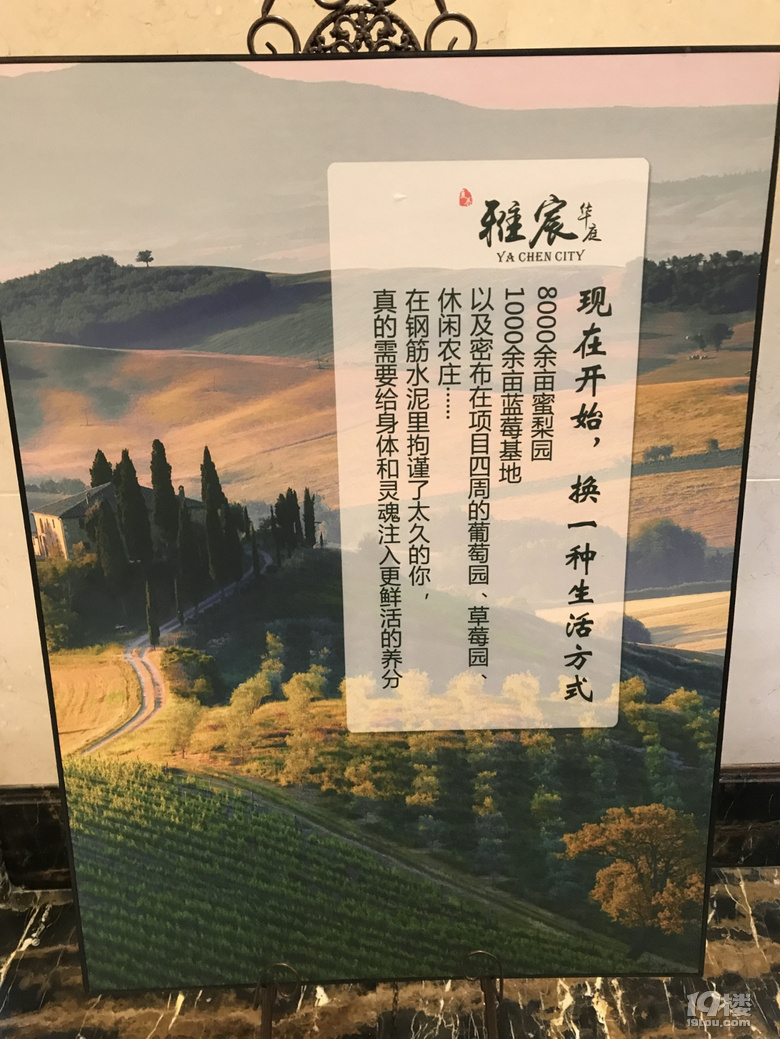 雅宸华庭
YA CHEN CITY
现在开始，换一种生活方式
8000余亩蜜梨园
1000余亩蓝莓基地
以及密布在项目四周的葡萄园、草莓园、
休闲农庄……
在钢筋水泥里拘谨了太久的你，
真的需要给身体和灵魂注入更鲜活的养分
19楼
19lou.com